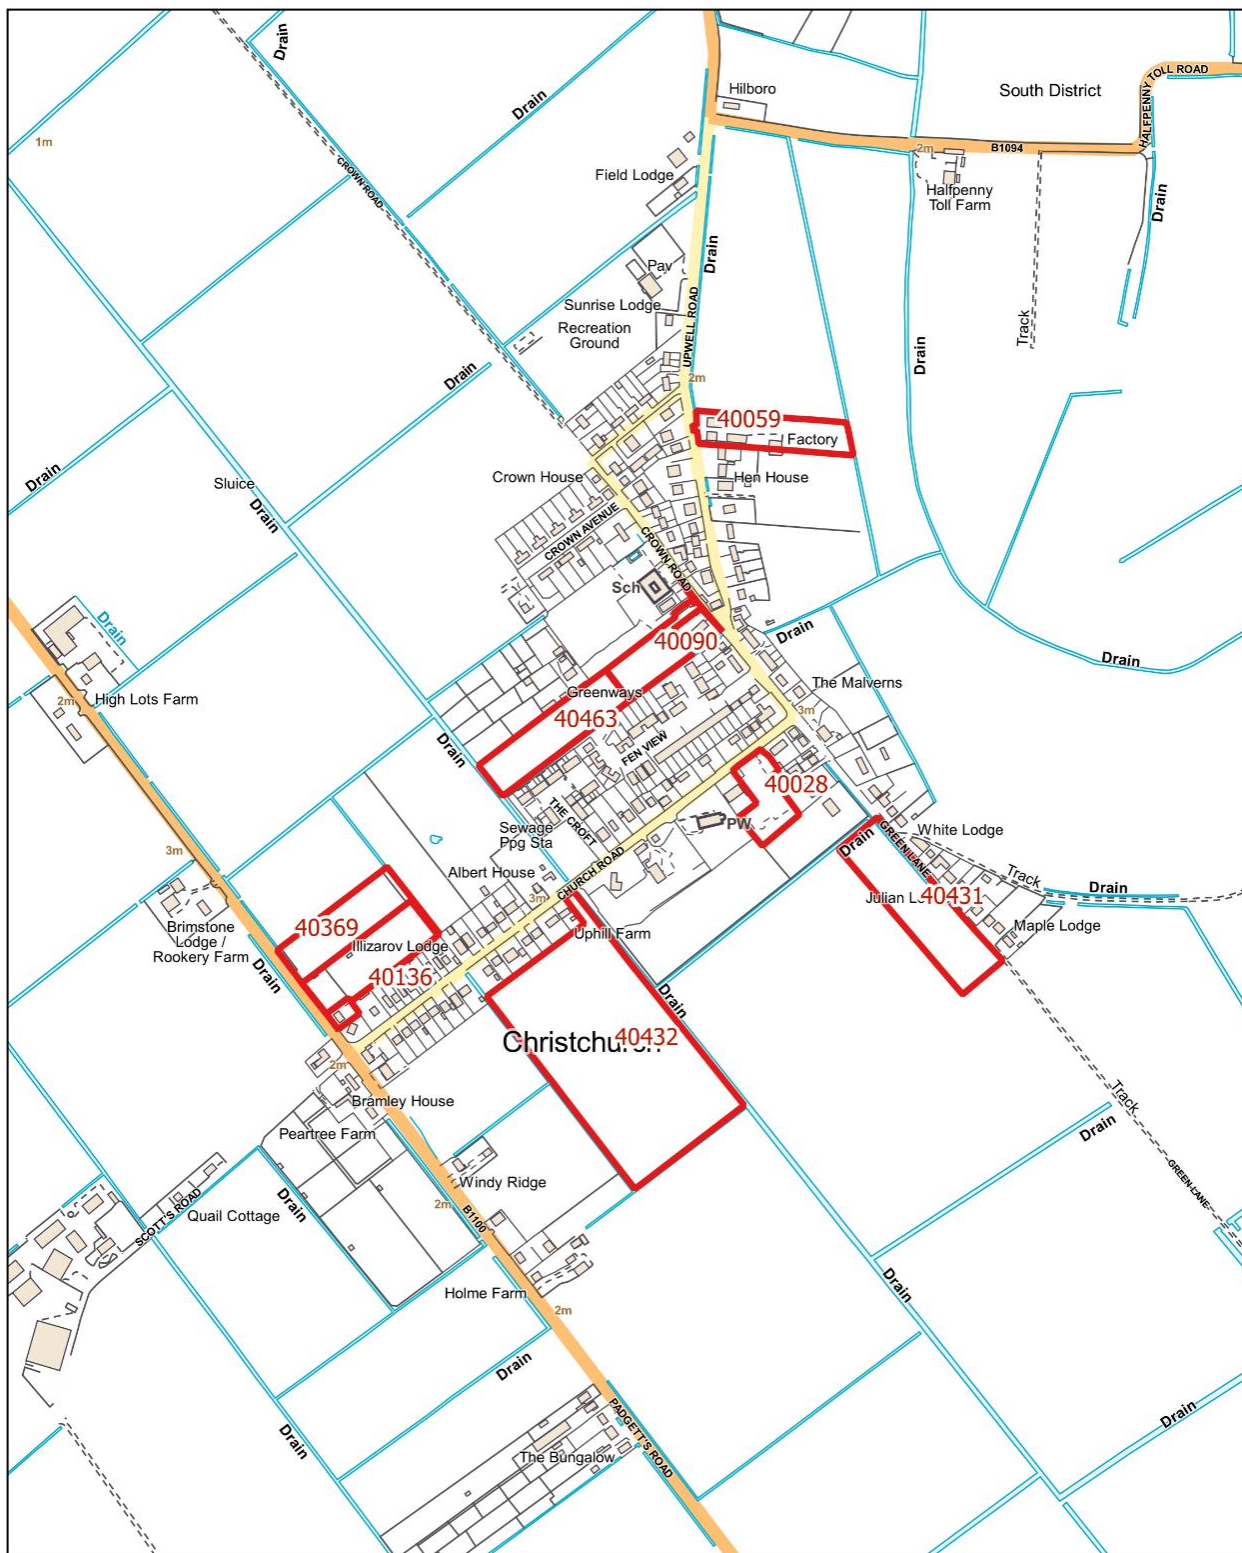 Drain
Hilboro
South District
HALFPENNY TOLL ROAD
Drain
1m
2m
B1094
CROWN ROAD
Field Lodge
Halfpenny
Toll Farm
Drain
Drain
Pav
Sunrise Lodge
Recreation
Ground
UPWELL ROAD
Track
Drain
2m
Drain
40059
Factory
Drain
Sluice
Crown House
Hen House
Drain
CROWN AVENUE
CROWN ROAD
Sch
Drain
40090
Drain
Drain
High Lots Farm
2m
Greenways
The Malverns
40463
3m
Drain
FEN VIEW
40028
THE CROFT
Sewage
Ppg Sta
PW
White Lodge
Drain
GREEN LANE
3m
Albert House
CHURCH ROAD
Track
Drain
3m
40431
Maple Lodge
Brimstone
Lodge /
Rookery Farm
40369
Illizarov Lodge
Uphill Farm
Drain
40136
Drain
Christchurch
40432
2m
Bramley House
Track
Drain
Peartree Farm
Windy Ridge
GREEN LANE
SCOTT'S ROAD
Quail Cottage
Drain
2m
B1100
Holme Farm
2m
Drain
Drain
PADGETT'S ROAD
Drain
Drain
The Bungalow